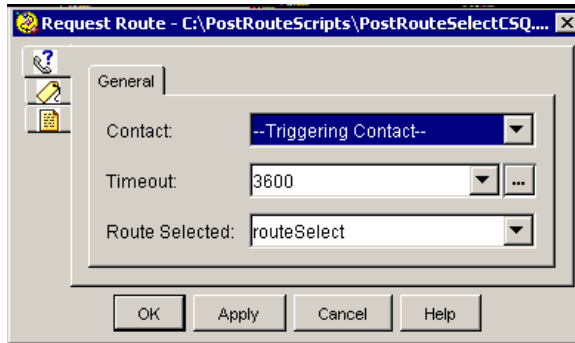 Request Route - C:\PostRouteScripts\PostRouteSelectCSQ....
General
Contact: --Triggering Contact--
Timeout: 3600 ...
Route Selected: routeSelect
OK Apply Cancel Help